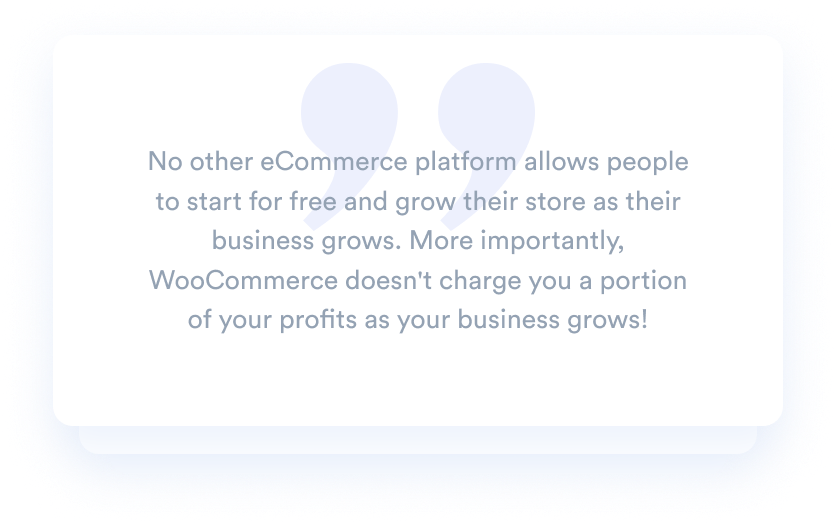 No other eCommerce platform allows people
to start for free and grow their store as their
business grows. More importantly,
WooCommerce doesn't charge you a portion
of your profits as your business grows!